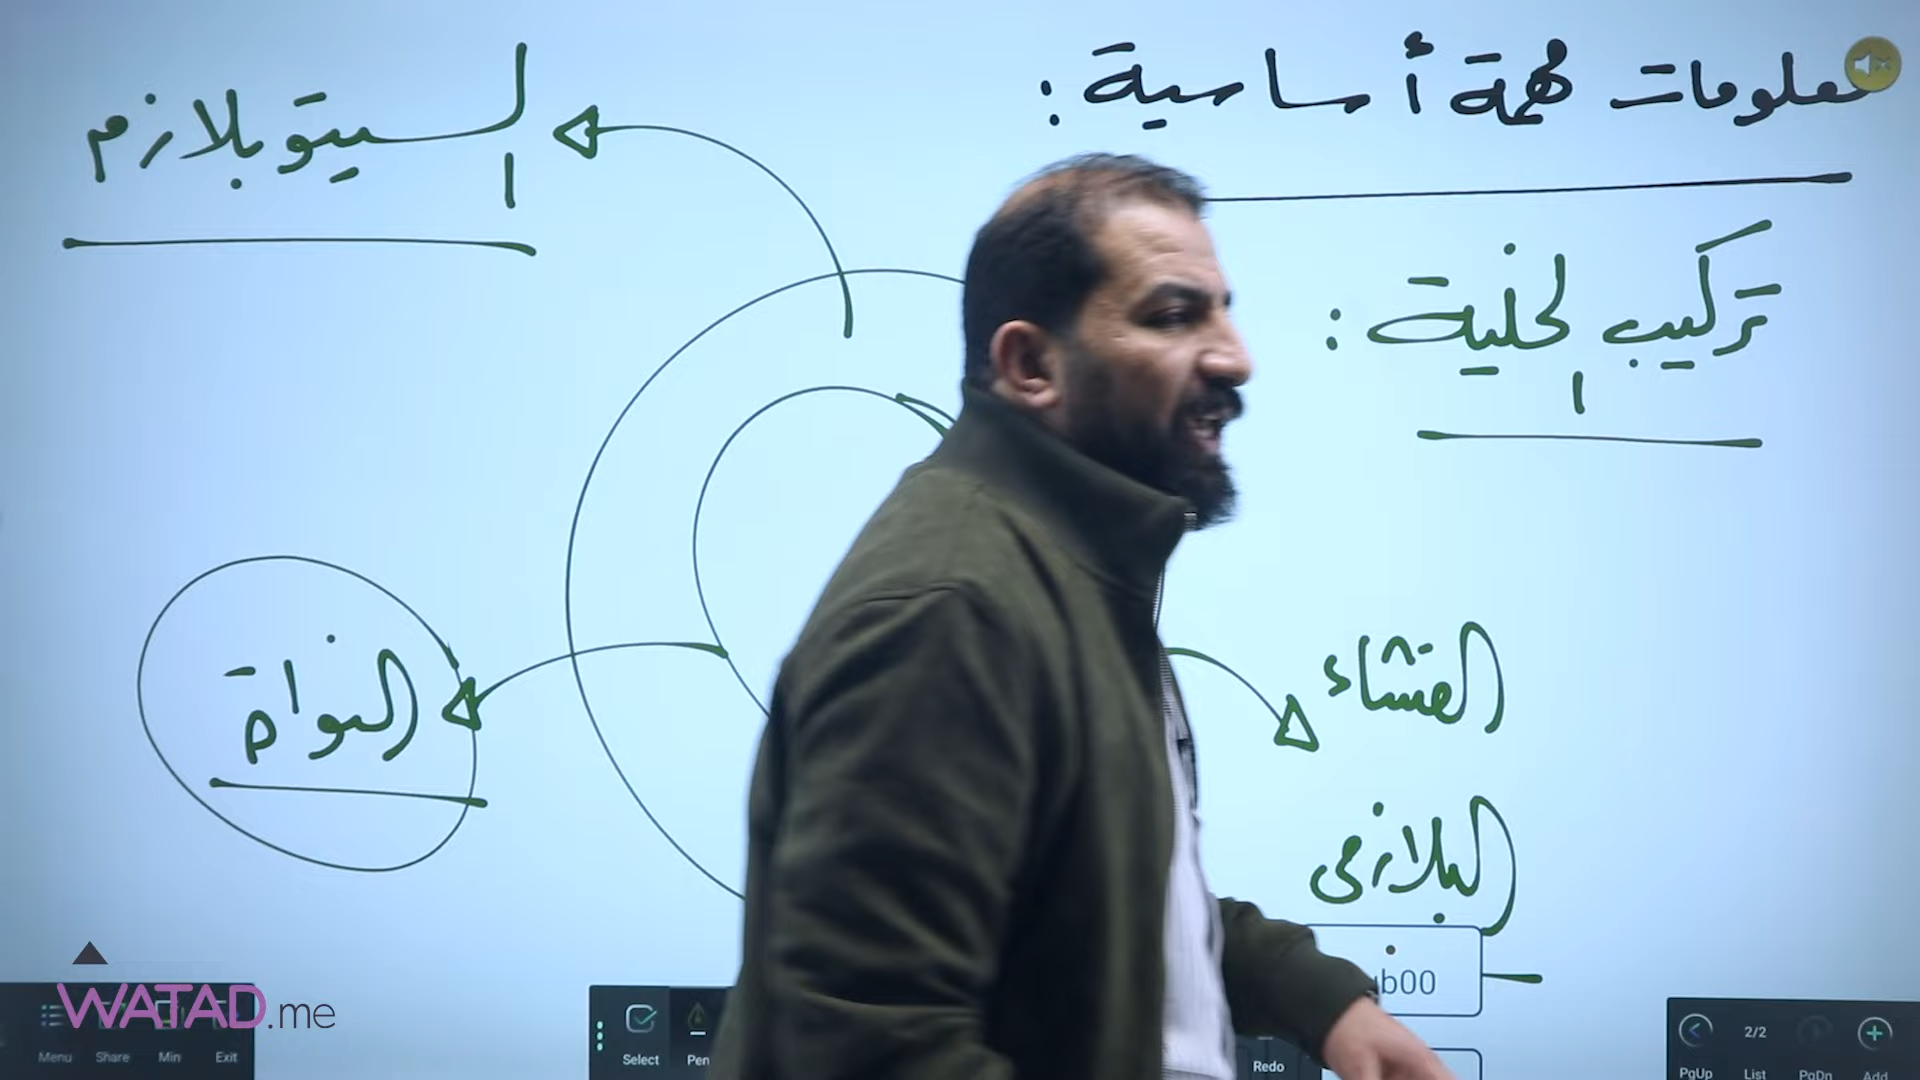 معلومات مهمة أساسية :
تركيب الخلية :
السيتوبلازم
النواة
الغشاء
البلازمي
WATAD.me
Menu Share Min Exit
Select Pen
Redo
2/2
PgUp List PgDn Add